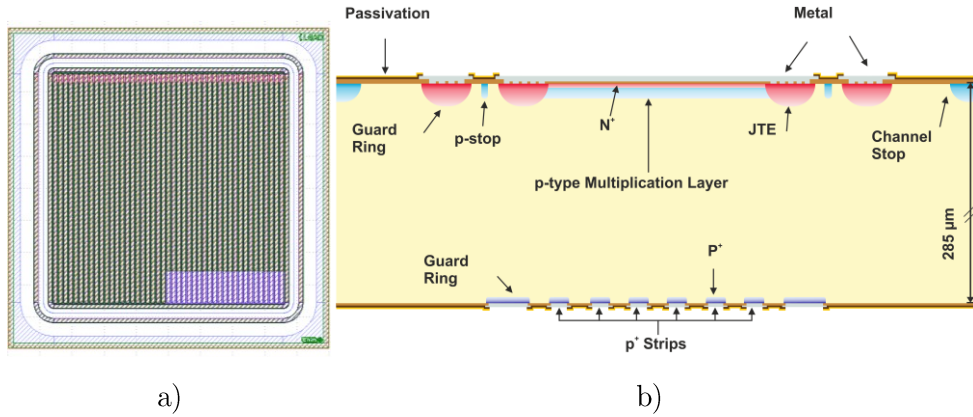 Passivation
Metal
Guard
Ring
p-stop
N+
JTE
Channel
Stop
p-type Multiplication Layer
285 µm
Guard
Ring
P+
p+ Strips
a)
b)